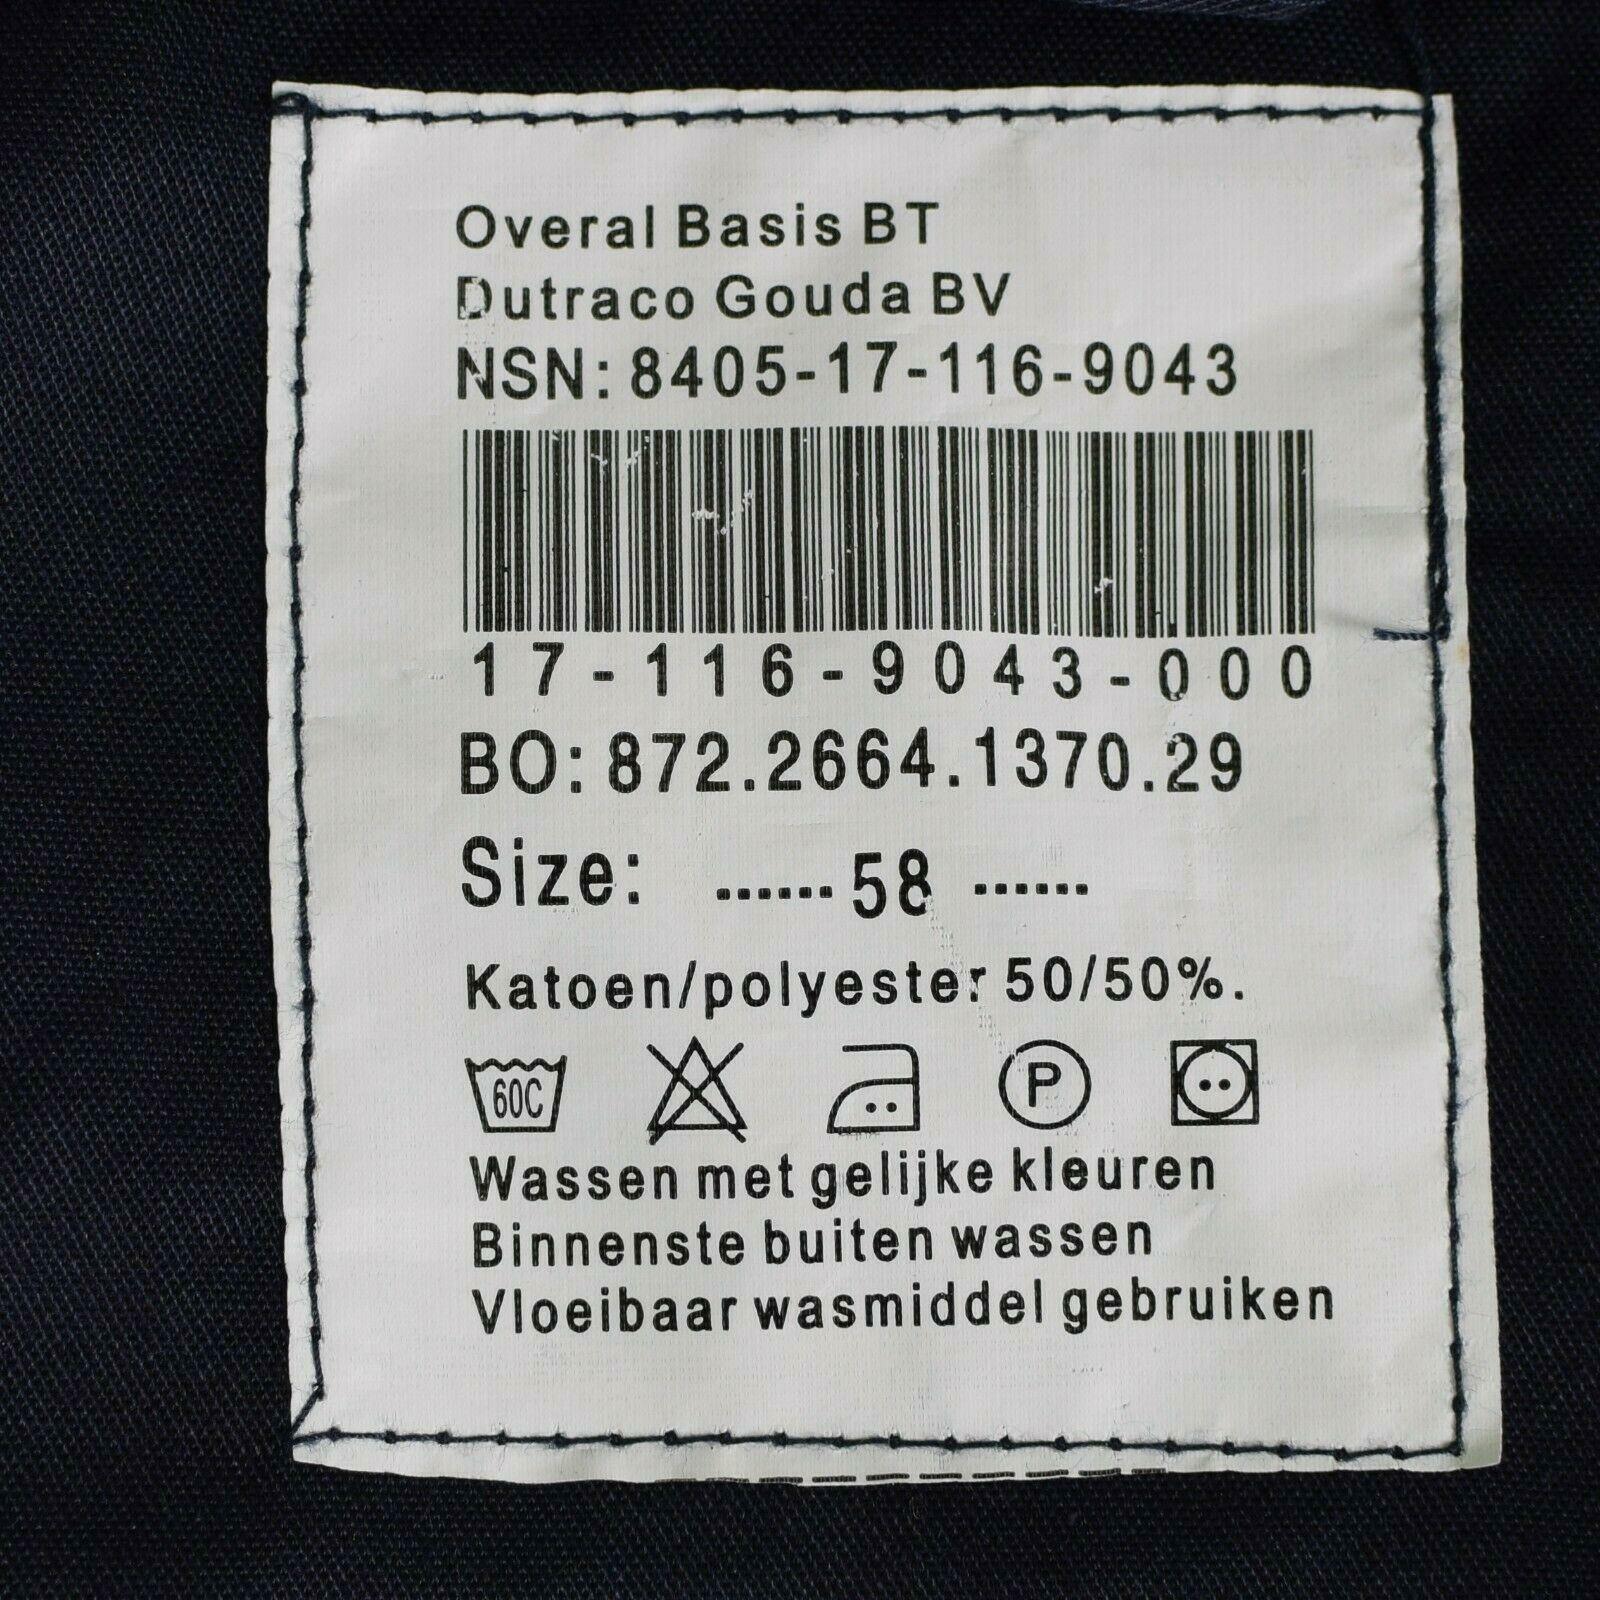 Overal Basis BT
Dutraco Gouda BV
NSN: 8405-17-116-9043
17-116-9043-000
BO: 872.2664.1370.29
Size: ......58 ......
Katoen/polyester 50/50%.
60C P
Wassen met gelijke kleuren
Binnenste buiten wassen
Vloeibaar wasmiddel gebruiken